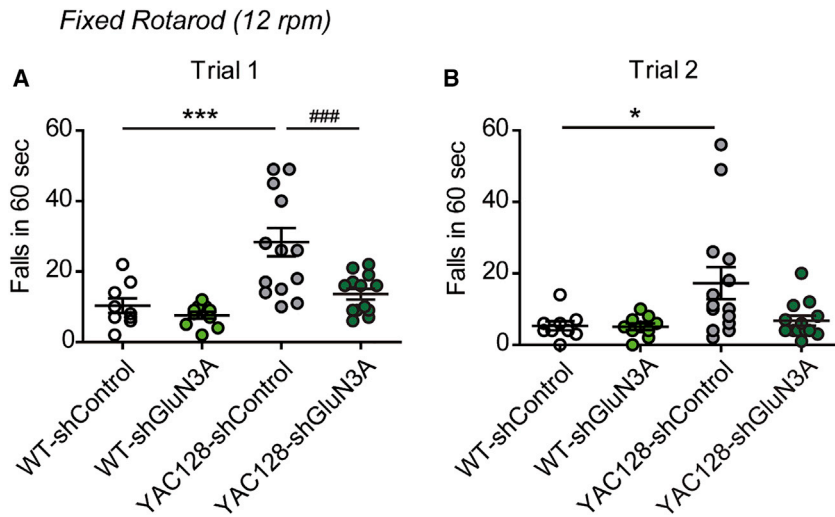 Fixed Rotarod (12 rpm)
A
Trial 1
***
###
Falls in 60 sec
60
40
20
0
WT-shControl
WT-shGluN3A
YAC128-shControl
YAC128-shGluN3A
B
Trial 2
*
Falls in 60 sec
60
40
20
0
WT-shControl
WT-shGluN3A
YAC128-shControl
YAC128-shGluN3A